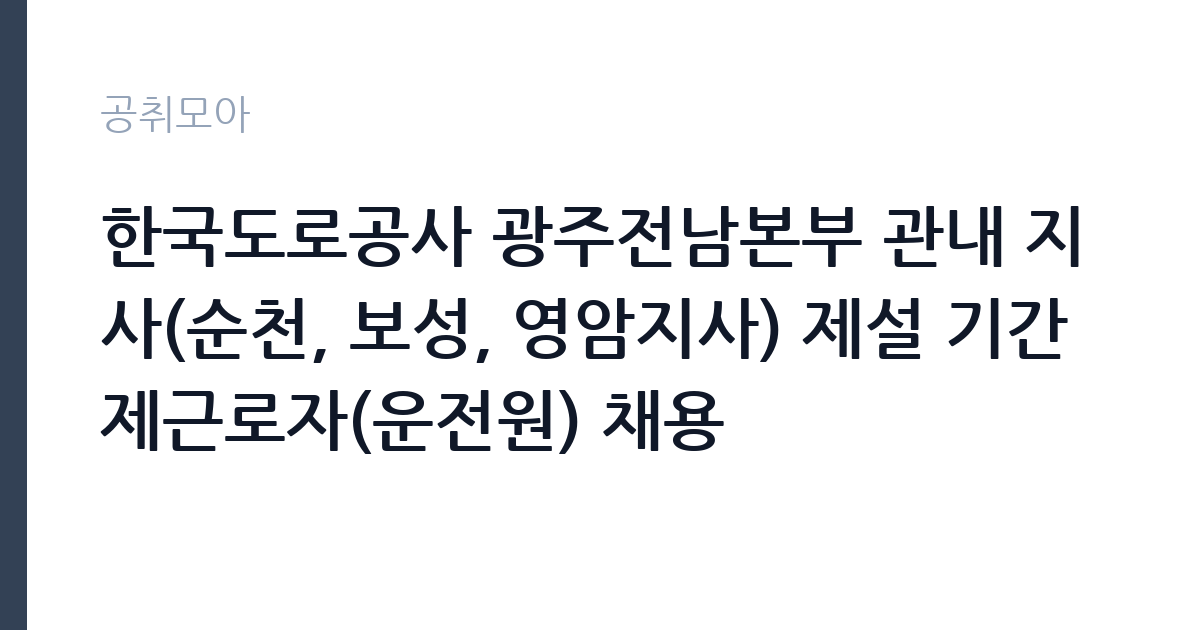 공취모아
한국도로공사 광주전남본부 관내 지
사(순천, 보성, 영암지사) 제설 기간
제근로자(운전원) 채용